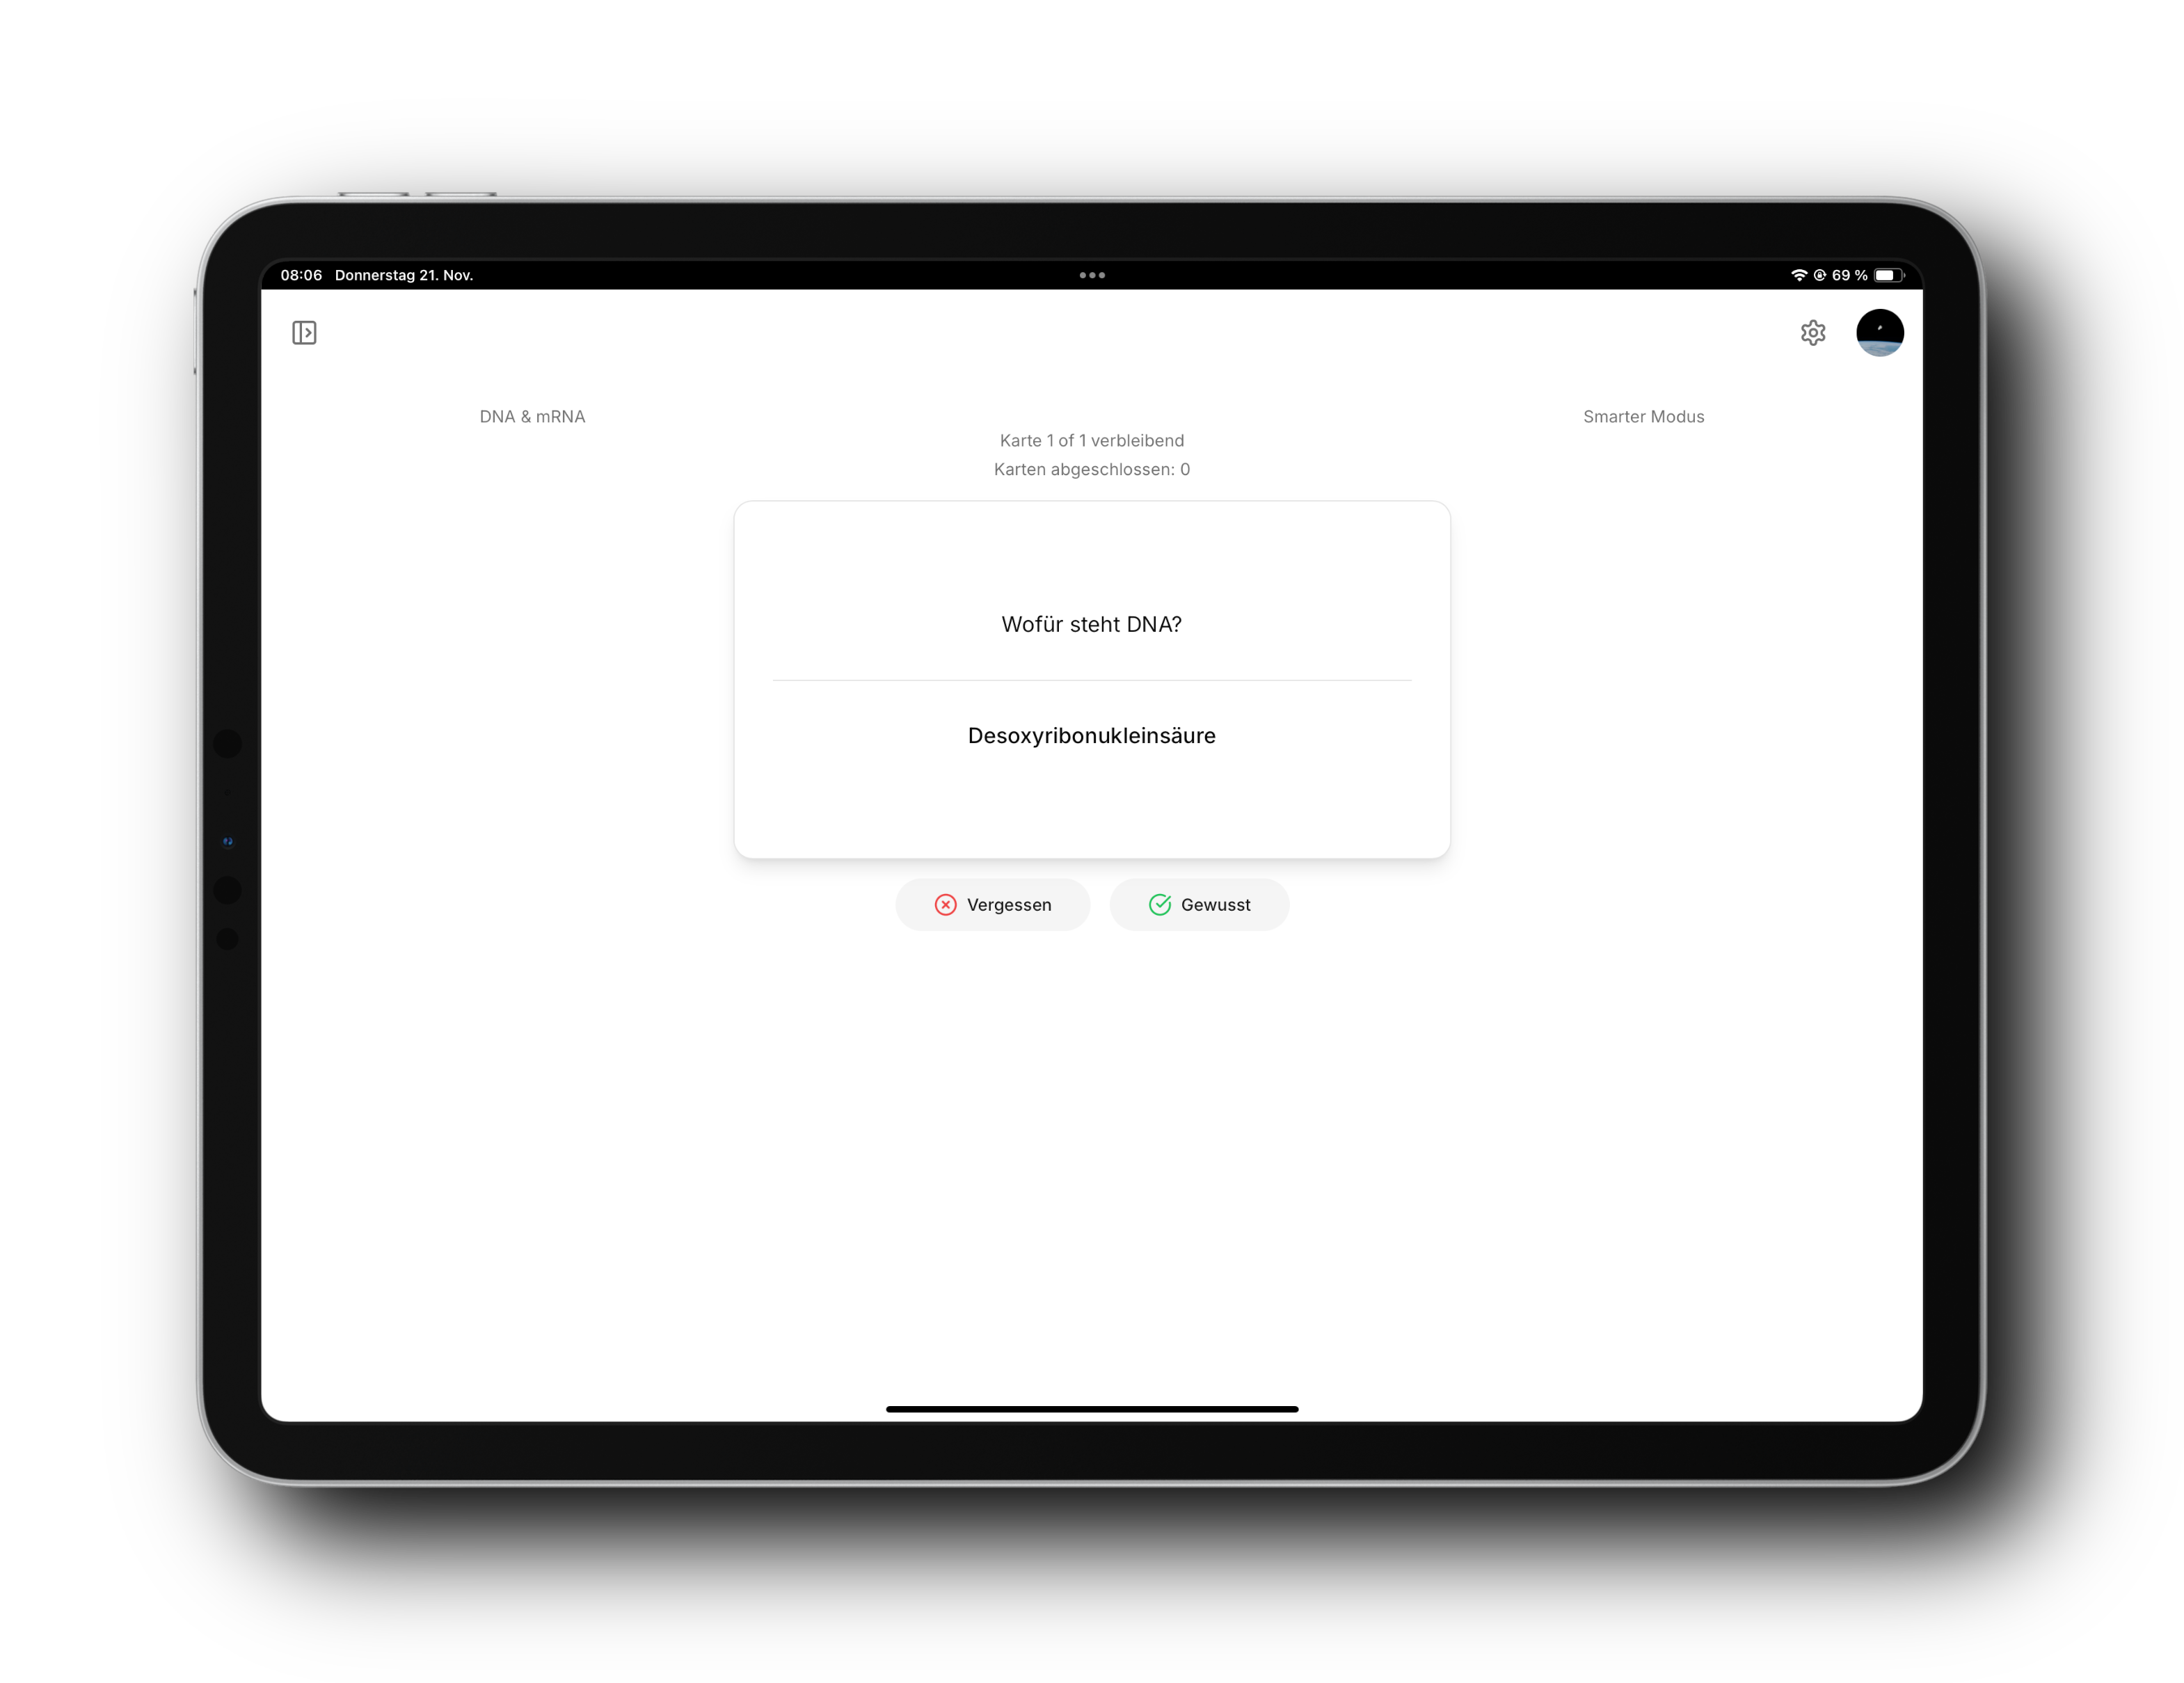 08:06 Donnerstag 21. Nov.
69 %
DNA & mRNA
Smarter Modus
Karte 1 of 1 verbleibend
Karten abgeschlossen: 0
Wofür steht DNA?
Desoxyribonukleinsäure
Vergessen
Gewusst